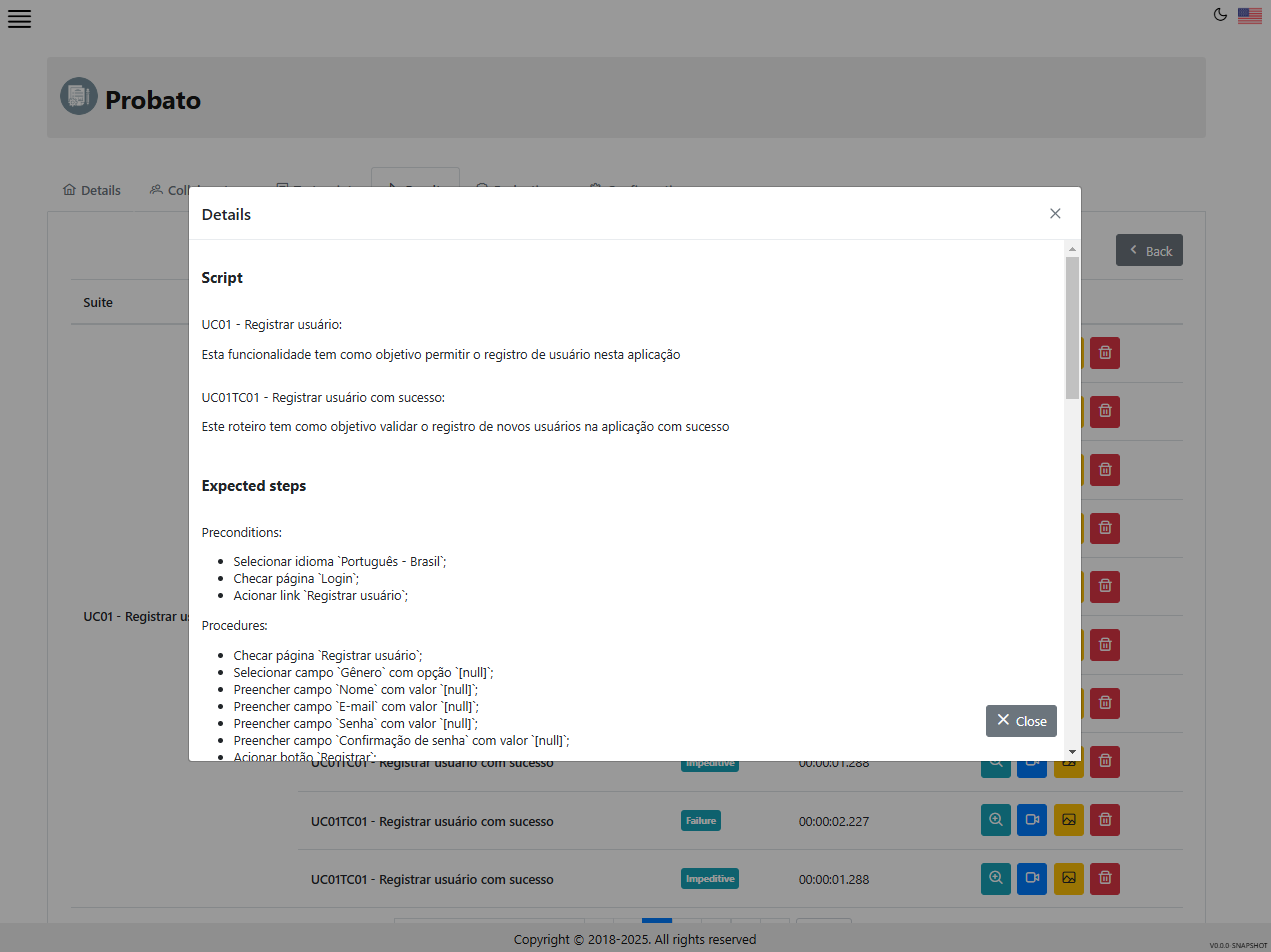 Probato
Details
Details
Back
Script
Suite
UC01 - Registrar usuário:
Esta funcionalidade tem como objetivo permitir o registro de usuário nesta aplicação
UC01TC01 - Registrar usuário com sucesso:
Este roteiro tem como objetivo validar o registro de novos usuários na aplicação com sucesso
Expected steps
Preconditions:
Selecionar idioma `Português - Brasil`;
Checar página `Login`;
Acionar link `Registrar usuário`;
UC01 - Registrar
Procedures:
Checar página `Registrar usuário`;
Selecionar campo `Gênero` com opção `[null]`;
Preencher campo `Nome` com valor `[null]`;
Preencher campo `E-mail` com valor `[null]`;
Preencher campo `Senha` com valor `[null]`;
Preencher campo `Confirmação de senha` com valor `[null]`;
Acionar botão `Registrar`;
Close
UC01TC01 - Registrar usuário com sucesso Impeditive 00:00:01.288
UC01TC01 - Registrar usuário com sucesso Failure 00:00:02.227
UC01TC01 - Registrar usuário com sucesso Impeditive 00:00:01.288
Copyright © 2018-2025. All rights reserved
V0.0.0-SNAPSHOT